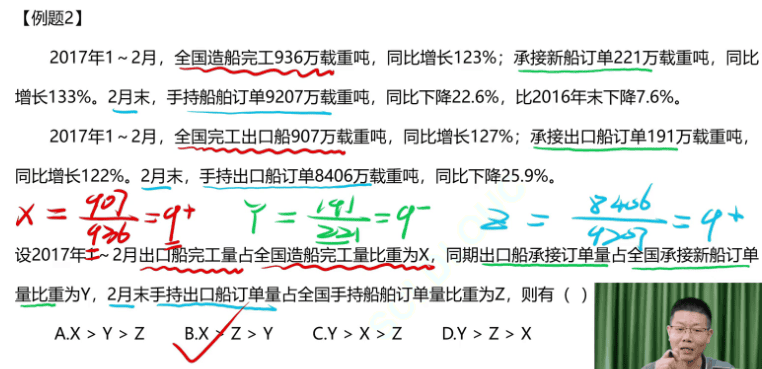 【例题2】
2017年1～2月，全国造船完工936万载重吨，同比增长123%；承接新船订单221万载重吨，同比
增长133%。2月末，手持船舶订单9207万载重吨，同比下降22.6%，比2016年末下降7.6%。
2017年1～2月，全国完工出口船907万载重吨，同比增长127%；承接出口船订单191万载重吨，
同比增长122%。2月末，手持出口船订单8406万载重吨，同比下降25.9%。
X = 907/936 = 9+ Y = 191/221 = 9- Z = 8406/9207 = 9+
设2017年1～2月出口船完工量占全国造船完工量比重为X，同期出口船承接订单量占全国承接新船订单
量比重为Y，2月末手持出口船订单量占全国手持船舶订单量比重为Z，则有（ ）
A.X > Y > Z B.X > Z > Y C.Y > X > Z D.Y > Z > X